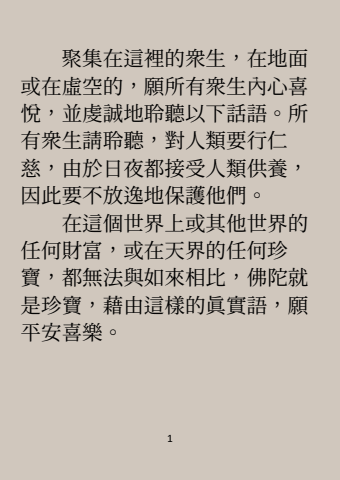 聚集在這裡的衆生，在地面
或在虛空的，願所有衆生內心喜
悅，並虔誠地聆聽以下話語。所
有衆生請聆聽，對人類要行仁
慈，由於日夜都接受人類供養，
因此要不放逸地保護他們。
在這個世界上或其他世界的
任何財富，或在天界的任何珍
寶，都無法與如來相比，佛陀就
是珍寶，藉由這樣的眞實語，願
平安喜樂。
1